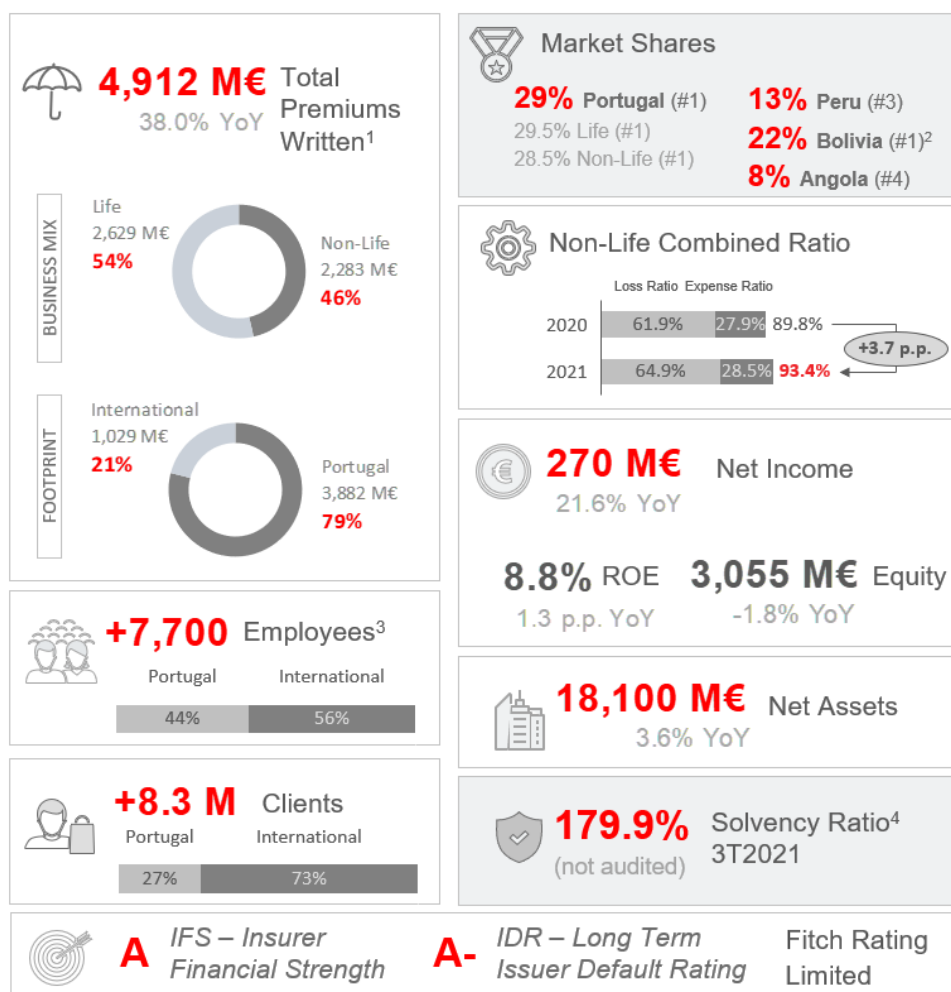 4,912 M€ Total
Premiums
Written¹
38.0% YoY
BUSINESS MIX
Life
2,629 M€
54%
Non-Life
2,283 M€
46%
FOOTPRINT
International
1,029 M€
21%
Portugal
3,882 M€
79%
+7,700 Employees³
Portugal International
44% 56%
+8.3 M Clients
Portugal International
27% 73%
Market Shares
29% Portugal (#1)
29.5% Life (#1)
28.5% Non-Life (#1)
13% Peru (#3)
22% Bolivia (#1)²
8% Angola (#4)
Non-Life Combined Ratio
Loss Ratio Expense Ratio
2020 61.9% 27.9% 89.8%
+3.7 p.p.
2021 64.9% 28.5% 93.4%
€
270 M€ Net Income
21.6% YoY
8.8% ROE
1.3 p.p. YoY
3,055 M€ Equity
-1.8% YoY
18,100 M€ Net Assets
3.6% YoY
179.9% Solvency Ratio⁴
3T2021
(not audited)
A IFS – Insurer
Financial Strength
A- IDR – Long Term
Issuer Default Rating
Fitch Rating
Limited